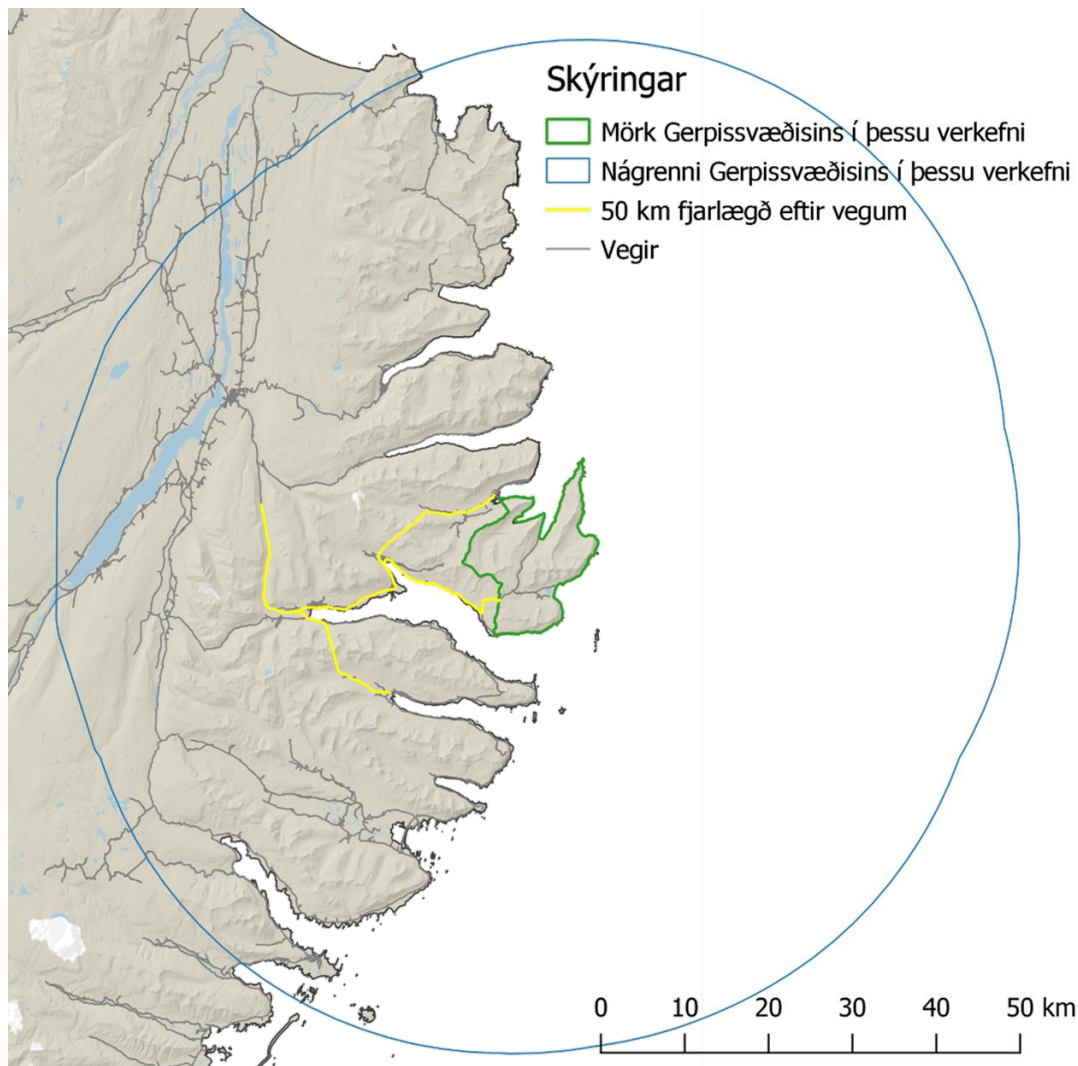 Skýringar
Mörk Gerpissvæðisins í þessu verkefni
Nágrenni Gerpissvæðisins í þessu verkefni
50 km fjarlægð eftir vegum
Vegir
0 10 20 30 40 50 km